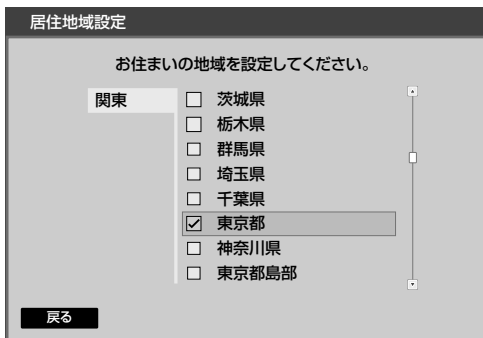 居住地域設定
お住まいの地域を設定してください。
関東
茨城県
栃木県
群馬県
埼玉県
千葉県
東京都
神奈川県
東京都島部
戻る